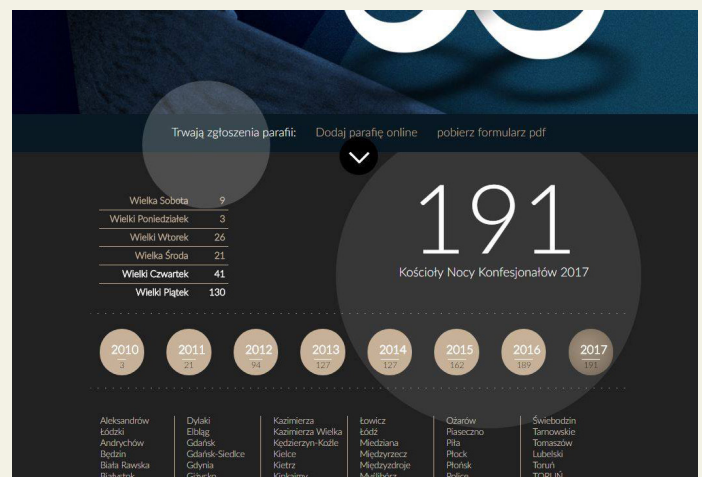 Trwają zgłoszenia parafii: Dodaj parafię online pobierz formularz pdf
Wielka Sobota 9
Wielki Poniedziałek 3
Wielki Wtorek 26
Wielka Środa 21
Wielki Czwartek 41
Wielki Piątek 130
191
Kościoły Nocy Konfesjonałów 2017
2010 2011 2012 2013 2014 2015 2016 2017
3 21 94 127 127 162 189 191
Aleksandrów Dylaki Kazimierza Łowicz Ożarów Świebodzin
Łódzki Elbląg Kazimierza Wielka Łódź Piaseczno Tarnowskie
Andrychów Gdańsk Kędzierzyn-Koźle Miedziana Piła Tomaszów
Będzin Gdańsk-Siedlce Kielce Międzyrzecz Płock Lubelski
Biała Rawska Gdynia Kietrz Międzyzdroje Płońsk Toruń
Białystok Giżycko Myślibórz Police TORUŃ